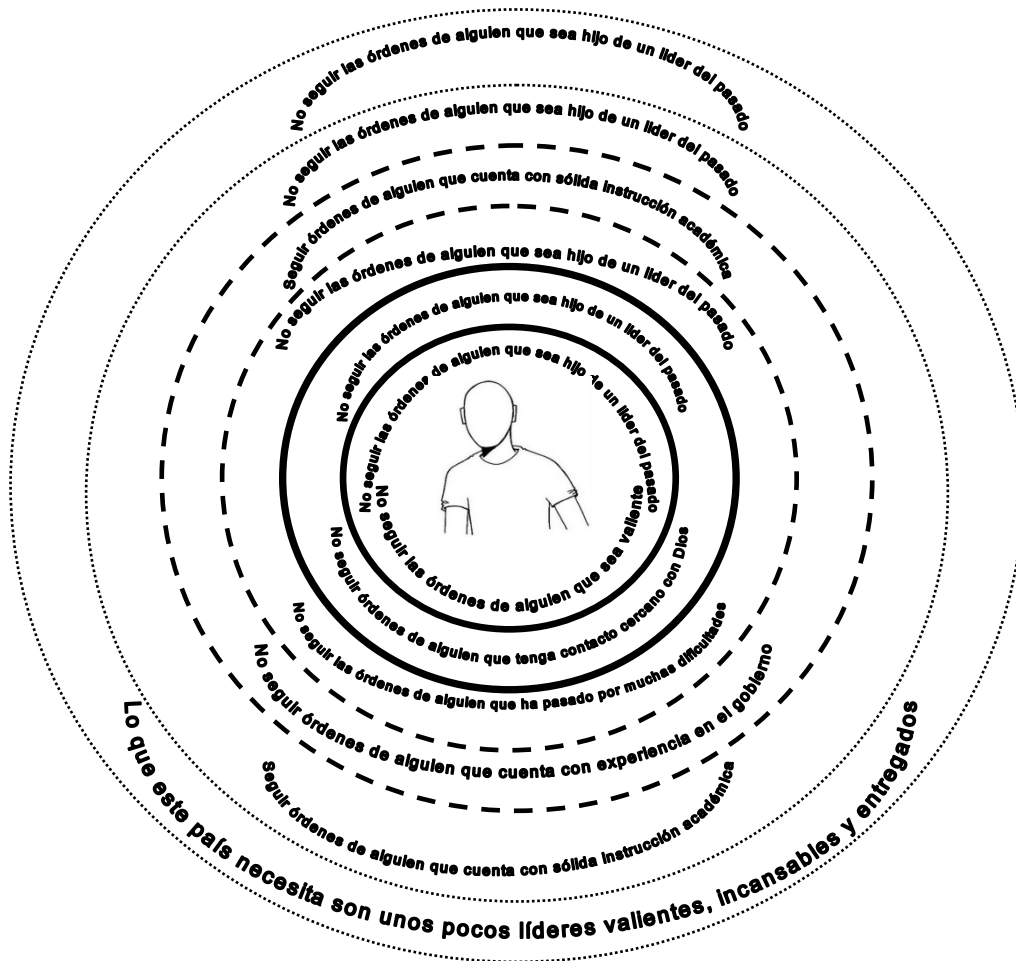 No seguir las órdenes de alguien que sea hijo de un líder del pasado
No seguir las órdenes de alguien que sea hijo de un líder del pasado
Seguir órdenes de alguien que cuenta con sólida instrucción académica
No seguir las órdenes de alguien que sea hijo de un líder del pasado
No seguir las órdenes de alguien que sea hijo de un líder del pasado
No seguir las órdenes de alguien que sea hijo de un líder del pasado
No seguir las órdenes de alguien que sea valiente
No seguir órdenes de alguien que tenga contacto cercano con Dios
No seguir las órdenes de alguien que ha pasado por muchas dificultades
No seguir órdenes de alguien que cuenta con experiencia en el gobierno
Seguir órdenes de alguien que cuenta con sólida instrucción académica
Lo que este país necesita son unos pocos líderes valientes, incansables y entregados